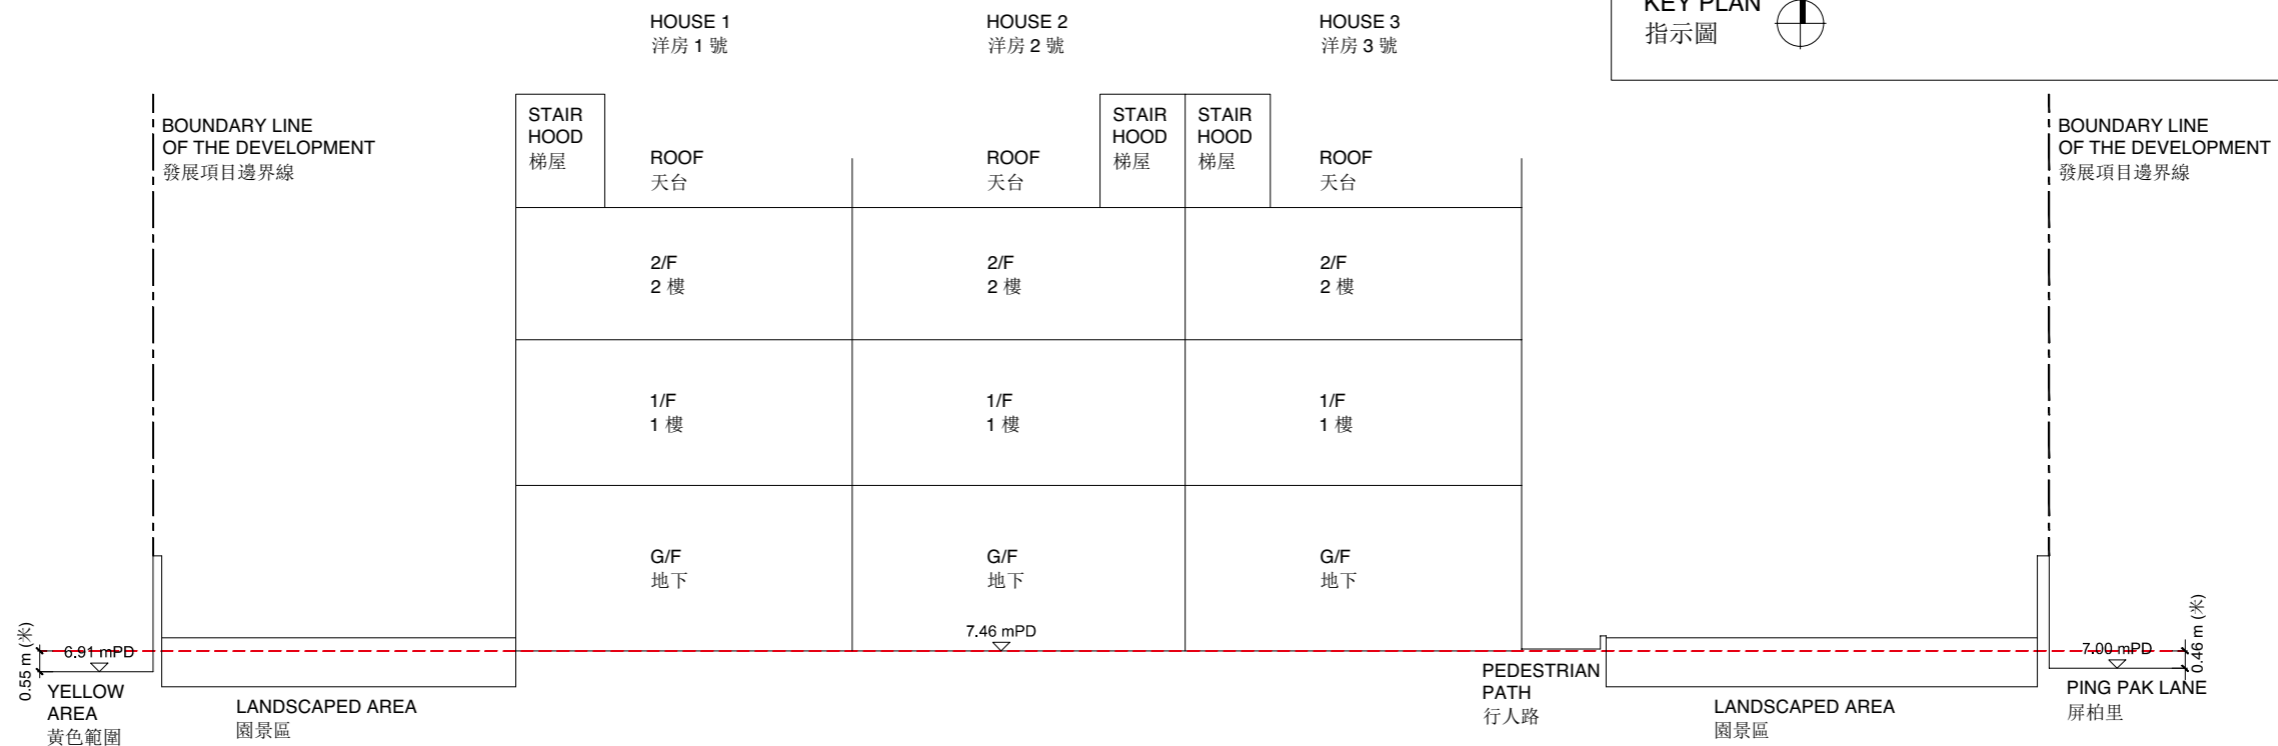 KEY PLAN
指示圖
HOUSE 1
洋房 1 號
HOUSE 2
洋房 2 號
HOUSE 3
洋房 3 號
BOUNDARY LINE
OF THE DEVELOPMENT
發展項目邊界線
STAIR
HOOD
梯屋
ROOF
天台
ROOF
天台
STAIR
HOOD
梯屋
STAIR
HOOD
梯屋
ROOF
天台
BOUNDARY LINE
OF THE DEVELOPMENT
發展項目邊界線
2/F
2 樓
2/F
2 樓
2/F
2 樓
1/F
1 樓
1/F
1 樓
1/F
1 樓
G/F
地下
G/F
地下
G/F
地下
0.55 m (米)
6.91 mPD
7.46 mPD
7.00 mPD
0.46 m (米)
YELLOW
AREA
黃色範圍
LANDSCAPED AREA
園景區
PEDESTRIAN
PATH
行人路
LANDSCAPED AREA
園景區
PING PAK LANE
屏柏里